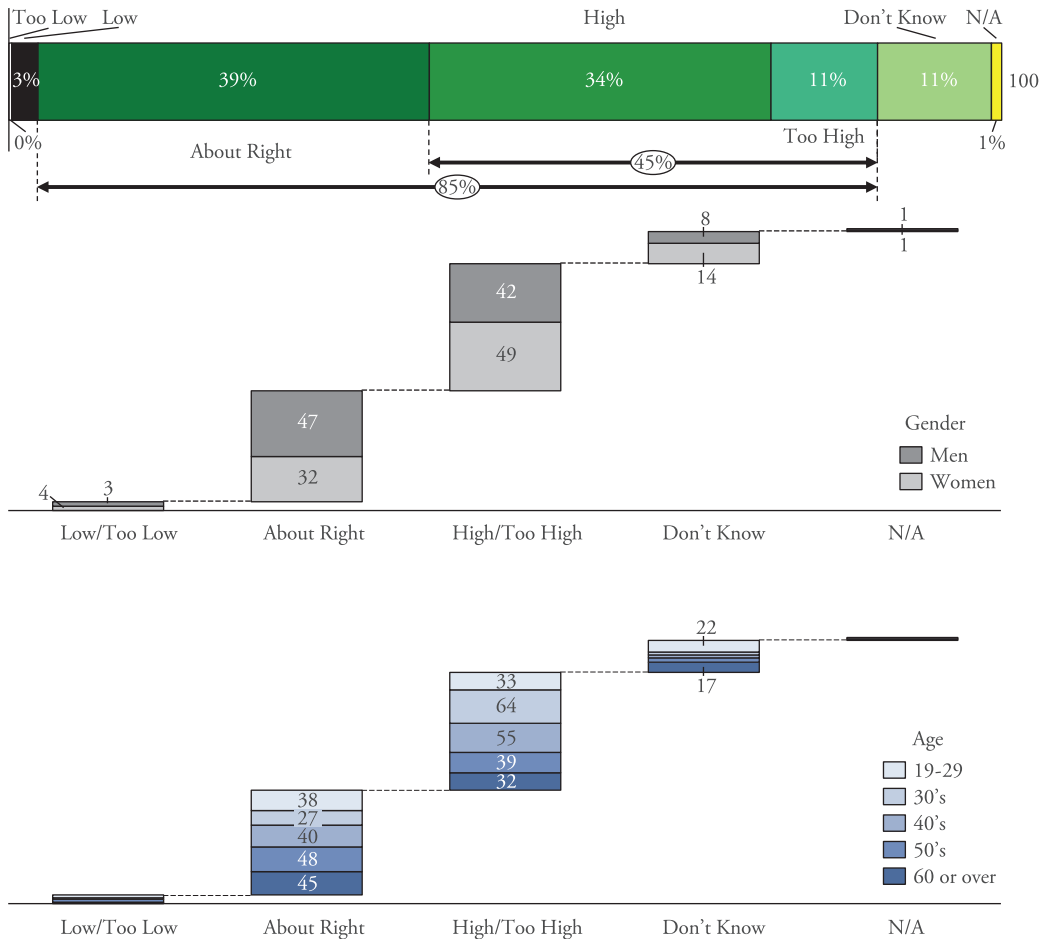 Too Low Low High Don't Know N/A
3% 39% 34% 11% 11% 100
0% About Right Too High 1%
45%
85%
8 1
1
14
42
49
47
32
Gender
Men
Women
4 3
Low/Too Low About Right High/Too High Don't Know N/A
22
17
33
64
55
39
32
38
27
40
48
45
Age
19-29
30's
40's
50's
60 or over
Low/Too Low About Right High/Too High Don't Know N/A